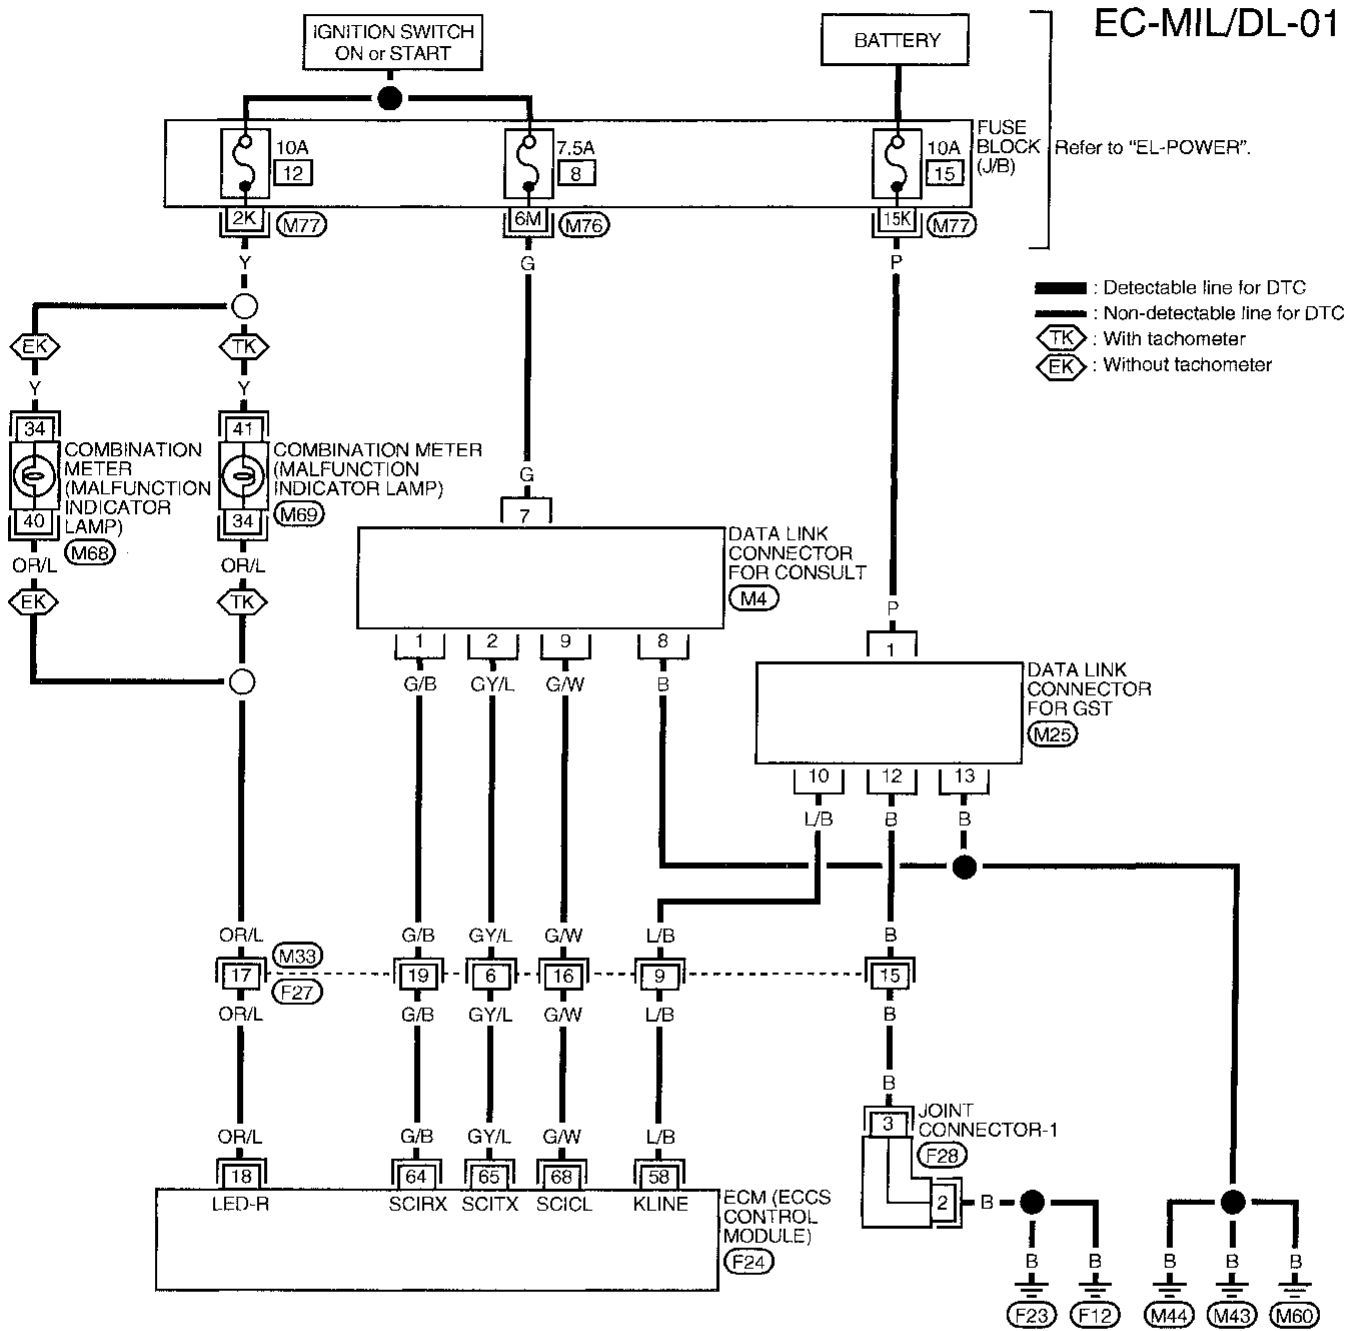 EC-MIL/DL-01
IGNITION SWITCH
ON or START
BATTERY
10A
12
7.5A
8
10A
15
FUSE
BLOCK
(J/B)
Refer to "EL-POWER".
2K
M77
6M
M76
15K
M77
Y
G
P
: Detectable line for DTC
: Non-detectable line for DTC
TK : With tachometer
EK : Without tachometer
EK
TK
Y
Y
34
41
COMBINATION
METER
(MALFUNCTION
INDICATOR
LAMP)
M68
COMBINATION METER
(MALFUNCTION
INDICATOR LAMP)
M69
40
34
OR/L
OR/L
EK
TK
G
7
DATA LINK
CONNECTOR
FOR CONSULT
M4
1
2
9
8
G/B
GY/L
G/W
B
P
1
DATA LINK
CONNECTOR
FOR GST
M25
10
12
13
L/B
B
B
OR/L
G/B
GY/L
G/W
L/B
B
M33
17
19
6
16
9
15
F27
OR/L
G/B
GY/L
G/W
L/B
B
B
3
JOINT
CONNECTOR-1
F28
OR/L
G/B
GY/L
G/W
L/B
18
64
65
68
58
LED-R
SCIRX
SCITX
SCICL
KLINE
ECM (ECCS
CONTROL
MODULE)
F24
2
B
B
B
B
B
B
F23
F12
M44
M43
M60